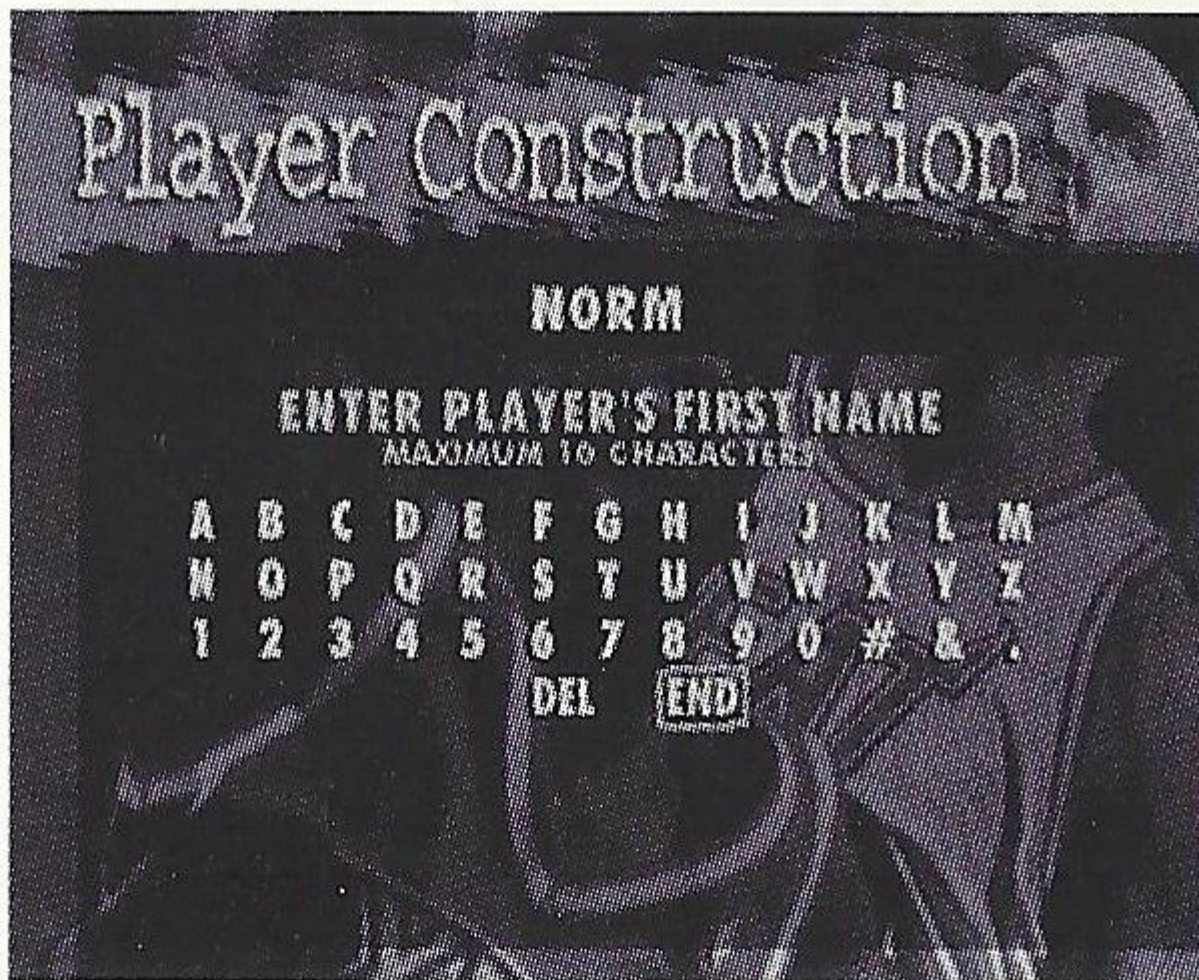 Player Construction
NORM
ENTER PLAYER'S FIRST NAME
MAXIMUM 10 CHARACTERS
A B C D E F G H I J K L M
N O P Q R S T U V W X Y Z
1 2 3 4 5 6 7 8 9 0 # & .
DEL END